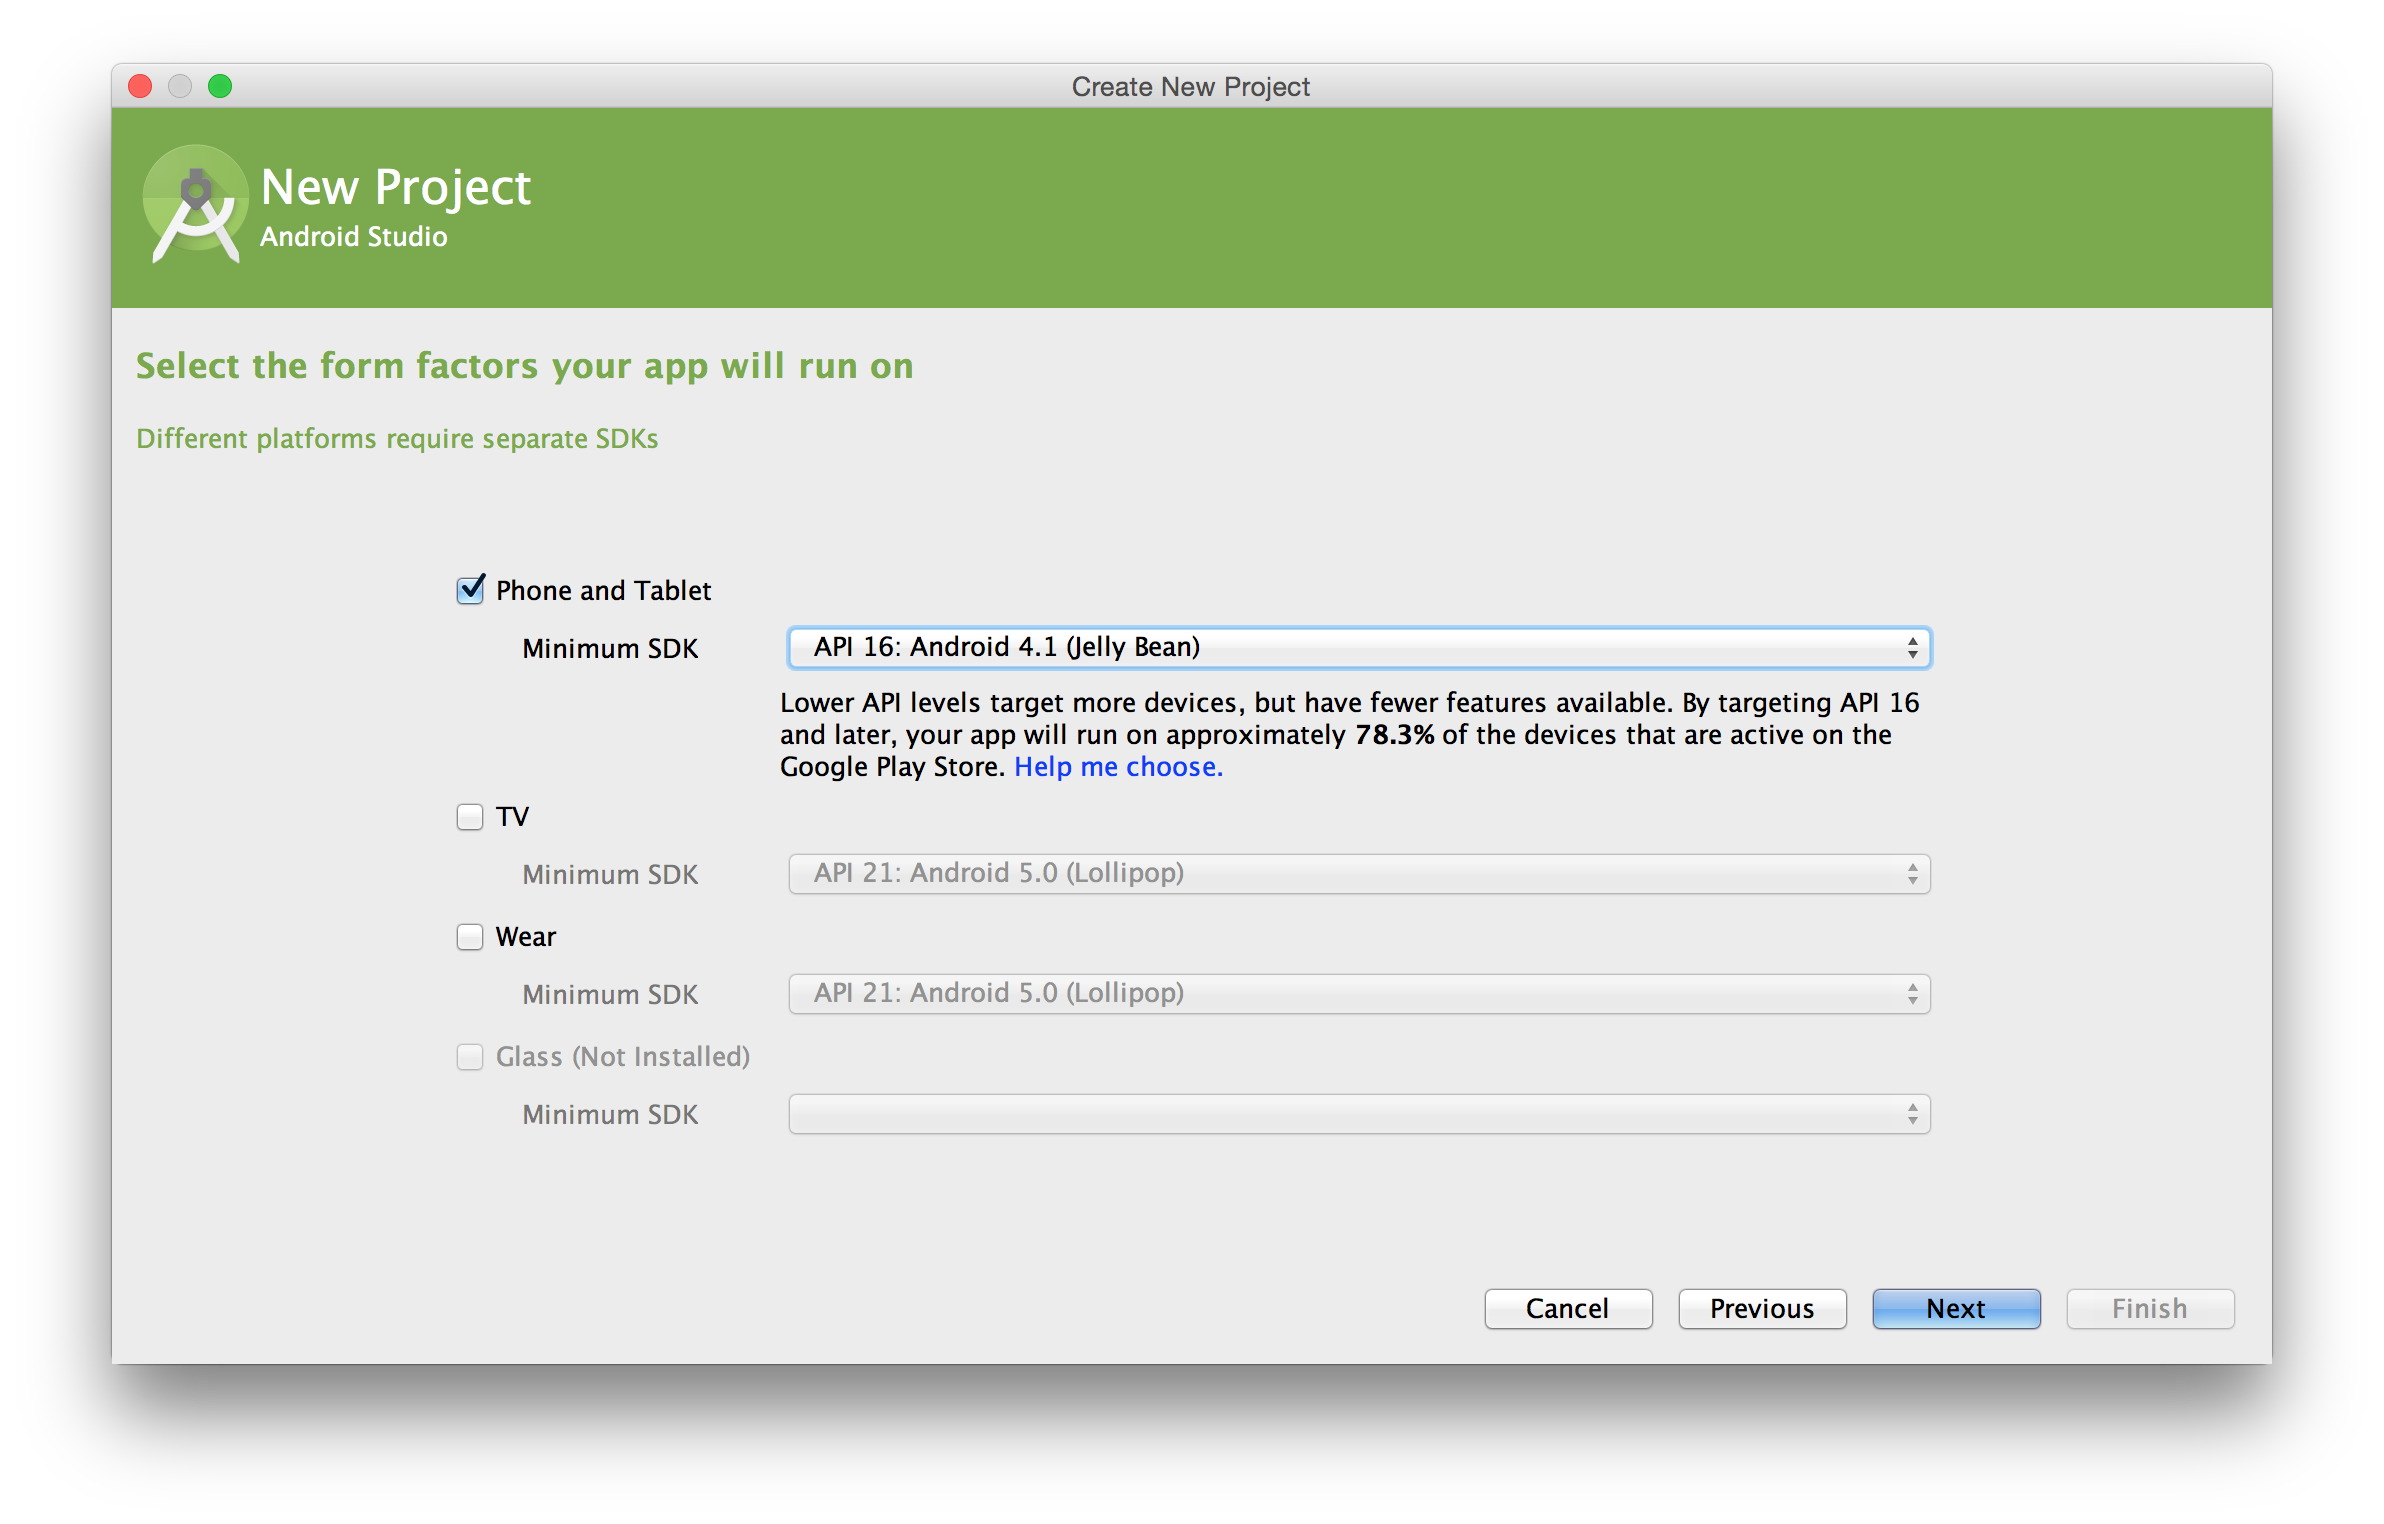 Create New Project
New Project
Android Studio
Select the form factors your app will run on
Different platforms require separate SDKs
Phone and Tablet
Minimum SDK
API 16: Android 4.1 (Jelly Bean)
Lower API levels target more devices, but have fewer features available. By targeting API 16
and later, your app will run on approximately 78.3% of the devices that are active on the
Google Play Store. Help me choose.
TV
Minimum SDK
API 21: Android 5.0 (Lollipop)
Wear
Minimum SDK
API 21: Android 5.0 (Lollipop)
Glass (Not Installed)
Minimum SDK
Cancel
Previous
Next
Finish